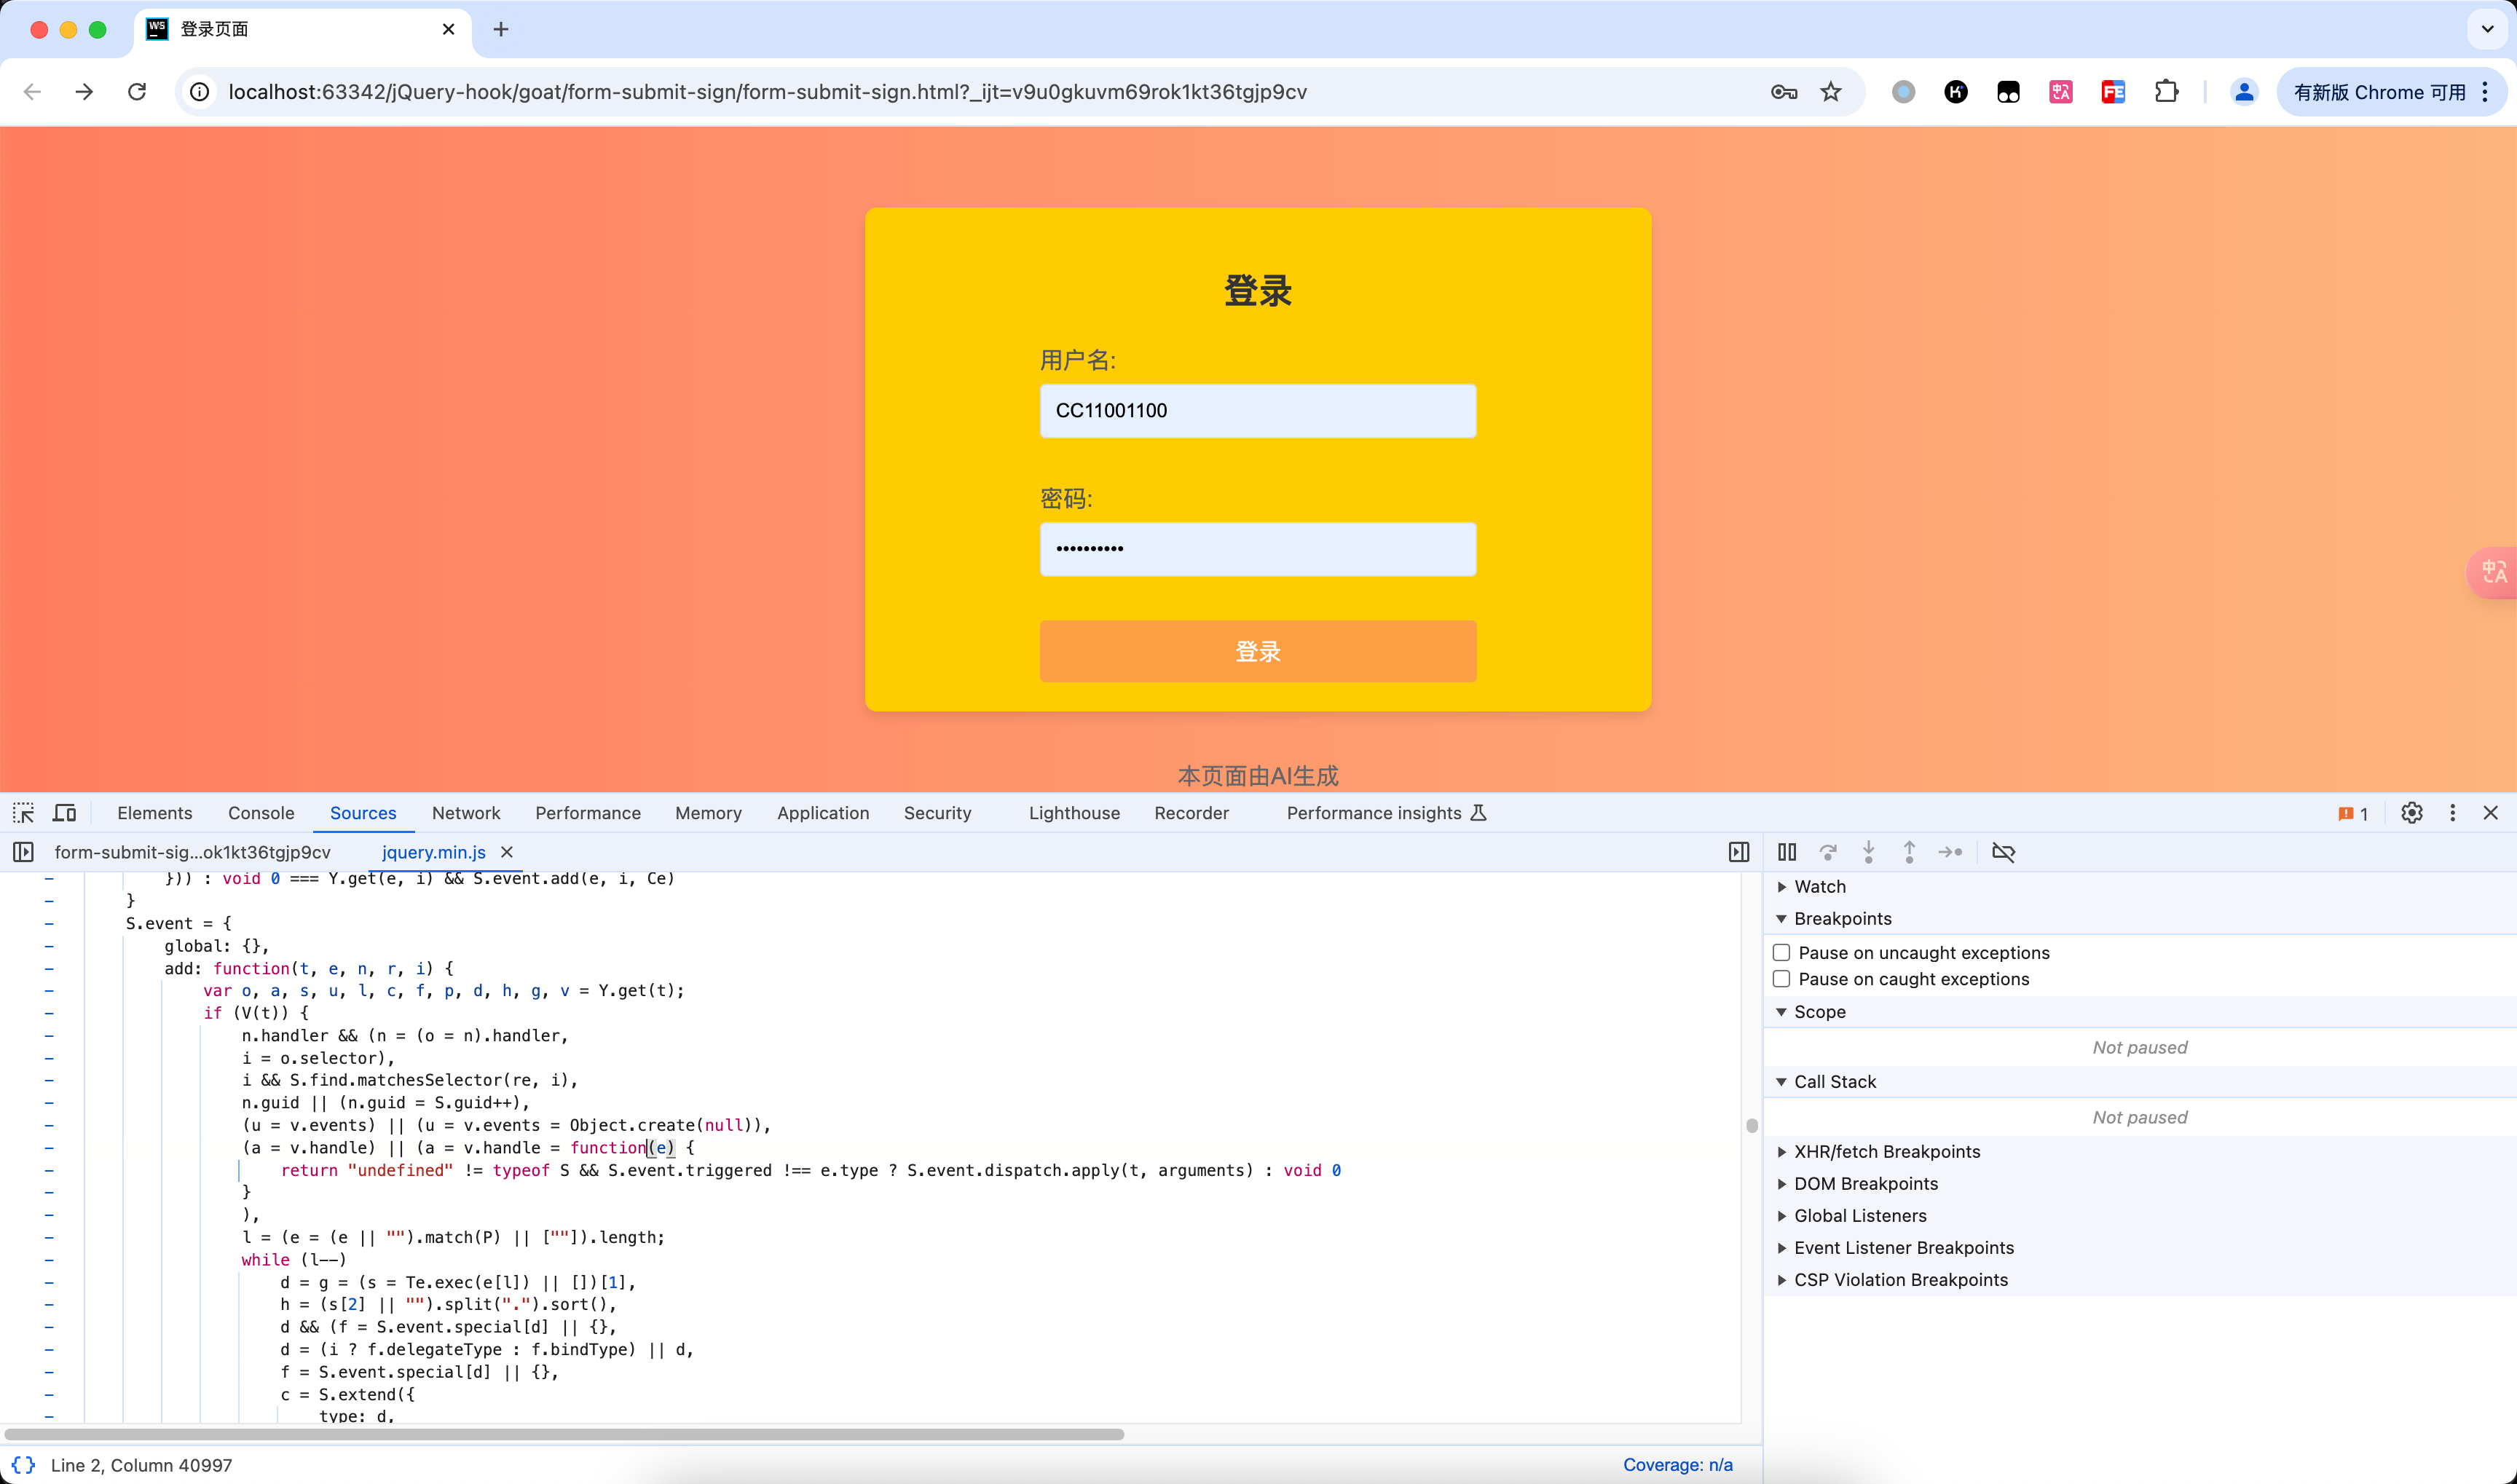 WS
登录页面
localhost:63342/jQuery-hook/goat/form-submit-sign/form-submit-sign.html?_ijt=v9u0gkuvm69rok1kt36tgjp9cv
有新版 Chrome 可用
登录
用户名:
CC11001100
密码:
••••••••••
登录
本页面由AI生成
Elements Console Sources Network Performance Memory Application Security Lighthouse Recorder Performance insights 1
form-submit-sig...ok1kt36tgjp9cv jquery.min.js
})) : void 0 === Y.get(e, i) && S.event.add(e, i, Ce)
}
S.event = {
global: {},
add: function(t, e, n, r, i) {
var o, a, s, u, l, c, f, p, d, h, g, v = Y.get(t);
if (V(t)) {
n.handler && (n = (o = n).handler,
i = o.selector),
i && S.find.matchesSelector(re, i),
n.guid || (n.guid = S.guid++),
(u = v.events) || (u = v.events = Object.create(null)),
(a = v.handle) || (a = v.handle = function(e) {
return "undefined" != typeof S && S.event.triggered !== e.type ? S.event.dispatch.apply(t, arguments) : void 0
}
),
l = (e = (e || "").match(P) || [""]).length;
while (l--)
d = g = (s = Te.exec(e[l]) || [])[1],
h = (s[2] || "").split(".").sort(),
d && (f = S.event.special[d] || {},
d = (i ? f.delegateType : f.bindType) || d,
f = S.event.special[d] || {},
c = S.extend({
type: d,
{} Line 2, Column 40997
Coverage: n/a
Watch
Breakpoints
Pause on uncaught exceptions
Pause on caught exceptions
Scope
Not paused
Call Stack
Not paused
XHR/fetch Breakpoints
DOM Breakpoints
Global Listeners
Event Listener Breakpoints
CSP Violation Breakpoints